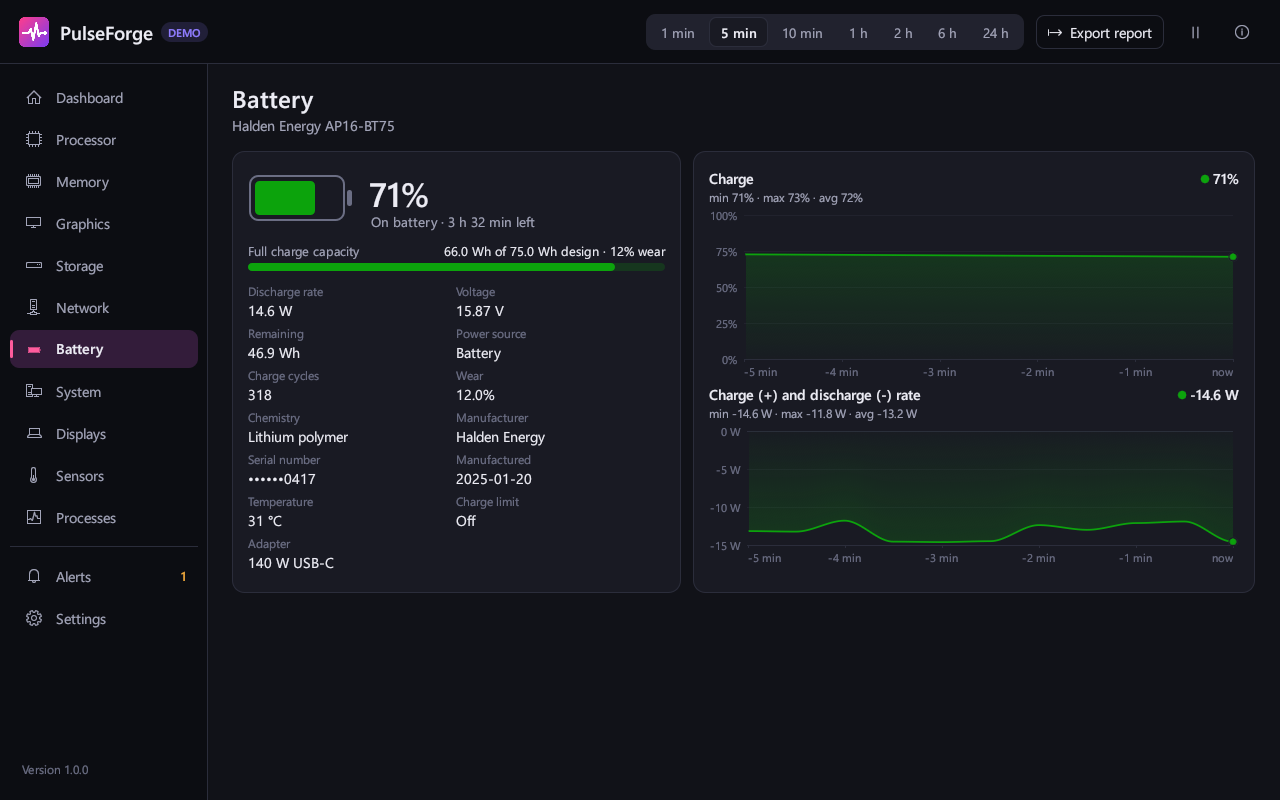 PulseForge
DEMO
1 min
5 min
10 min
1 h
2 h
6 h
24 h
Export report
Dashboard
Processor
Memory
Graphics
Storage
Network
Battery
System
Displays
Sensors
Processes
Alerts
1
Settings
Version 1.0.0
Battery
Halden Energy AP16-BT75
71%
On battery · 3 h 32 min left
Full charge capacity
66.0 Wh of 75.0 Wh design · 12% wear
Discharge rate
14.6 W
Voltage
15.87 V
Remaining
46.9 Wh
Power source
Battery
Charge cycles
318
Wear
12.0%
Chemistry
Lithium polymer
Manufacturer
Halden Energy
Serial number
••••••0417
Manufactured
2025-01-20
Temperature
31 °C
Charge limit
Off
Adapter
140 W USB-C
Charge
71%
min 71% · max 73% · avg 72%
100%
75%
50%
25%
0%
-5 min
-4 min
-3 min
-2 min
-1 min
now
Charge (+) and discharge (-) rate
-14.6 W
min -14.6 W · max -11.8 W · avg -13.2 W
0 W
-5 W
-10 W
-15 W
-5 min
-4 min
-3 min
-2 min
-1 min
now